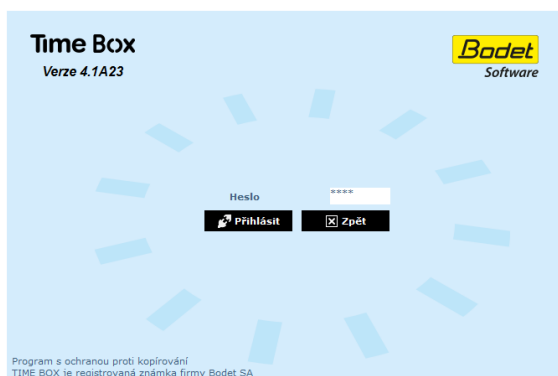 Time Box
Verze 4.1A23
Bodet
Software
Heslo ****
Přihlásit Zpět
Program s ochranou proti kopírování
TIME BOX je registrovaná známka firmy Bodet SA